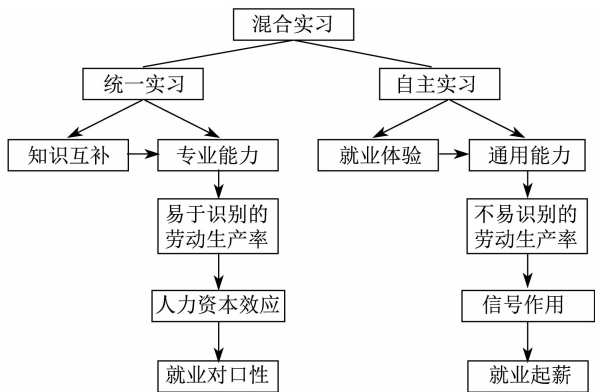 混合实习
统一实习
自主实习
知识互补
专业能力
就业体验
通用能力
易于识别的
劳动生产率
不易识别的
劳动生产率
人力资本效应
信号作用
就业对口性
就业起薪